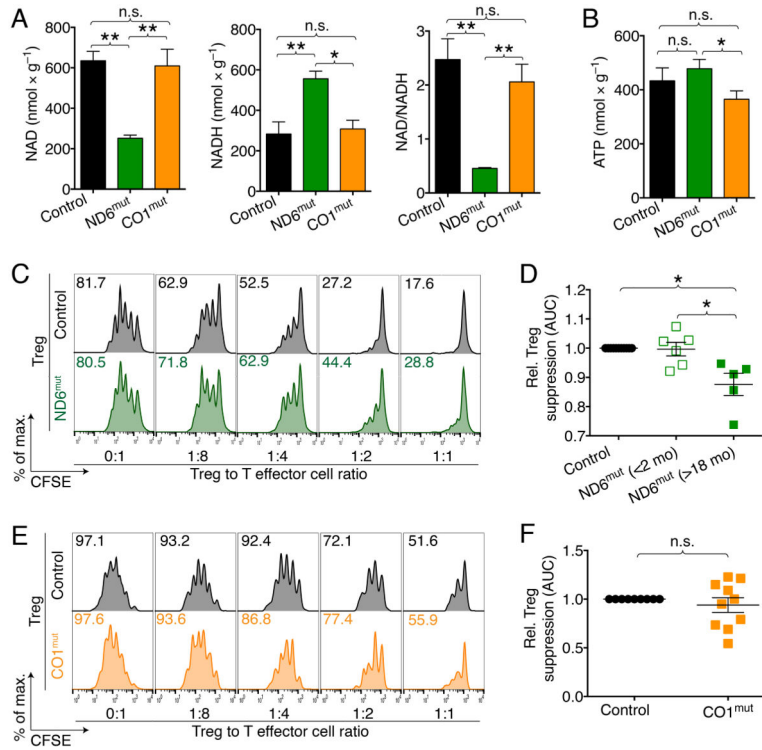 A
n.s.
** **
NAD (nmol × g⁻¹)
800
600
400
200
0
Control
ND6ᵐᵘᵗ
CO1ᵐᵘᵗ
n.s.
** *
NADH (nmol × g⁻¹)
800
600
400
200
0
Control
ND6ᵐᵘᵗ
CO1ᵐᵘᵗ
n.s.
**
**
NAD/NADH
3
2
1
0
Control
ND6ᵐᵘᵗ
CO1ᵐᵘᵗ
B
n.s.
n.s. *
ATP (nmol × g⁻¹)
600
400
200
0
Control
ND6ᵐᵘᵗ
CO1ᵐᵘᵗ
C
Treg
Control
81.7 62.9 52.5 27.2 17.6
ND6ᵐᵘᵗ
80.5 71.8 62.9 44.4 28.8
% of max.
CFSE
0:1 1:8 1:4 1:2 1:1
Treg to T effector cell ratio
D
*
*
Rel. Treg
suppression (AUC)
1.1
1.0
0.9
0.8
0.7
Control
ND6ᵐᵘᵗ (<2 mo)
ND6ᵐᵘᵗ (>18 mo)
E
Treg
Control
97.1 93.2 92.4 72.1 51.6
CO1ᵐᵘᵗ
97.6 93.6 86.8 77.4 55.9
% of max.
CFSE
0:1 1:8 1:4 1:2 1:1
Treg to T effector cell ratio
F
n.s.
Rel. Treg
suppression (AUC)
1.5
1.0
0.5
0.0
Control CO1ᵐᵘᵗ